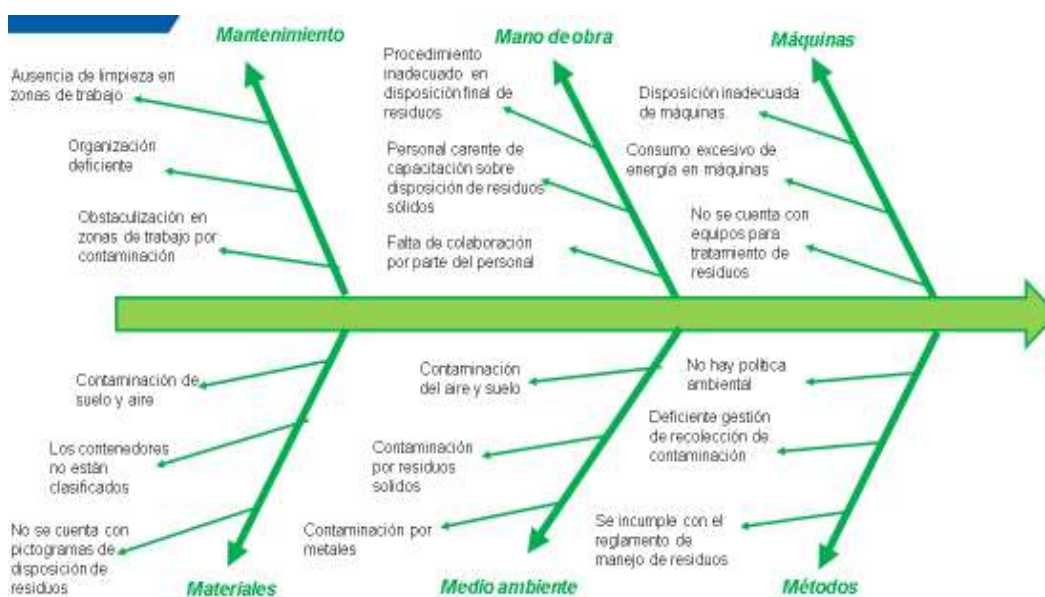 Mantenimiento
Ausencia de limpieza en
zonas de trabajo
Organización
deficiente
Obstaculización en
zonas de trabajo por
contaminación
Mano de obra
Procedimiento
inadecuado en
disposición final de
residuos
Personal carente de
capacitación sobre
disposición de residuos
sólidos
Falta de colaboración
por parte del personal
Máquinas
Disposición inadecuada
de máquinas.
Consumo excesivo de
energía en máquinas
No se cuenta con
equipos para
tratamiento de
residuos
Contaminación de
suelo y aire
Los contenedores
no están
clasificados
No se cuenta con
pictogramas de
disposición de
residuos
Materiales
Contaminación
del aire y suelo
Contaminación
por residuos
solidos
Contaminación por
metales
Medio ambiente
No hay política
ambiental
Deficiente gestión
de recolección de
contaminación
Se incumple con el
reglamento de
manejo de residuos
Métodos